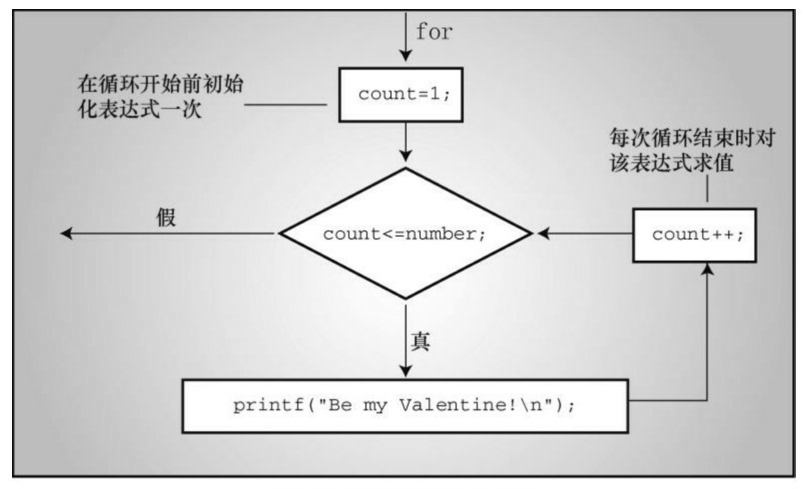 for
count=1;
在循环开始前初始
化表达式一次
每次循环结束时对
该表达式求值
假
count<=number;
count++;
真
printf("Be my Valentine!\n");